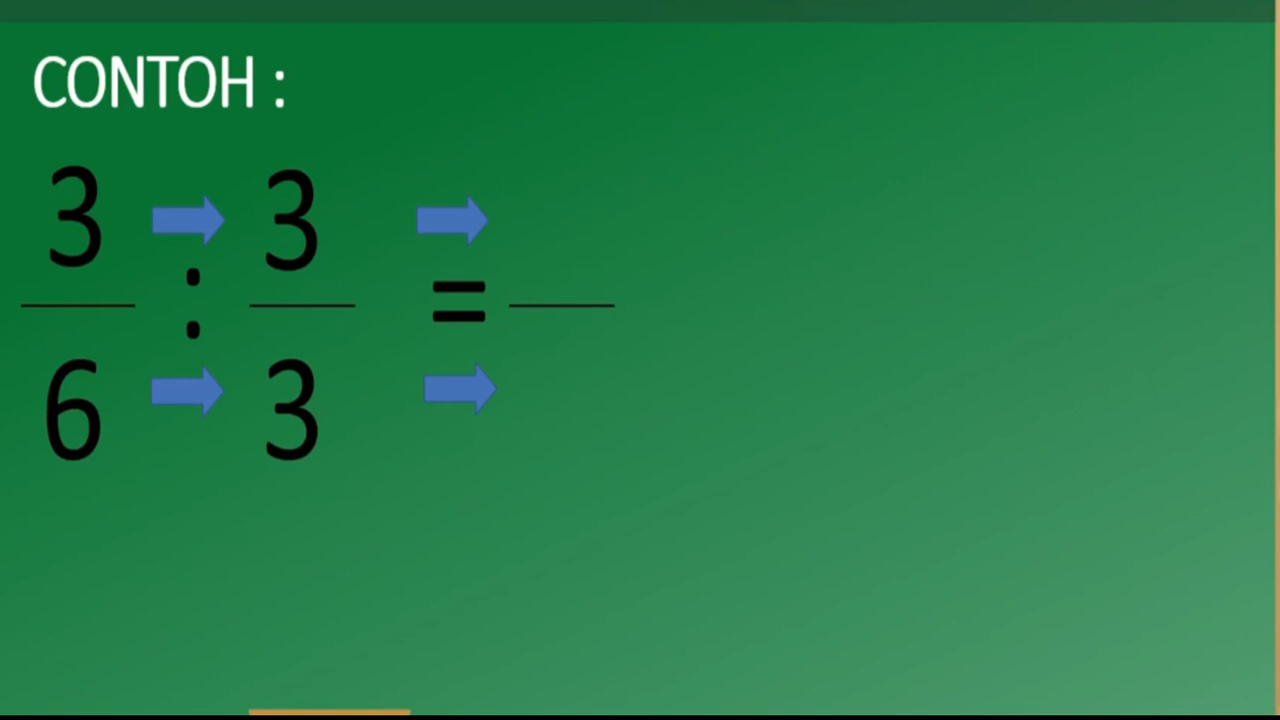 CONTOH :
3 3
: =
6 3